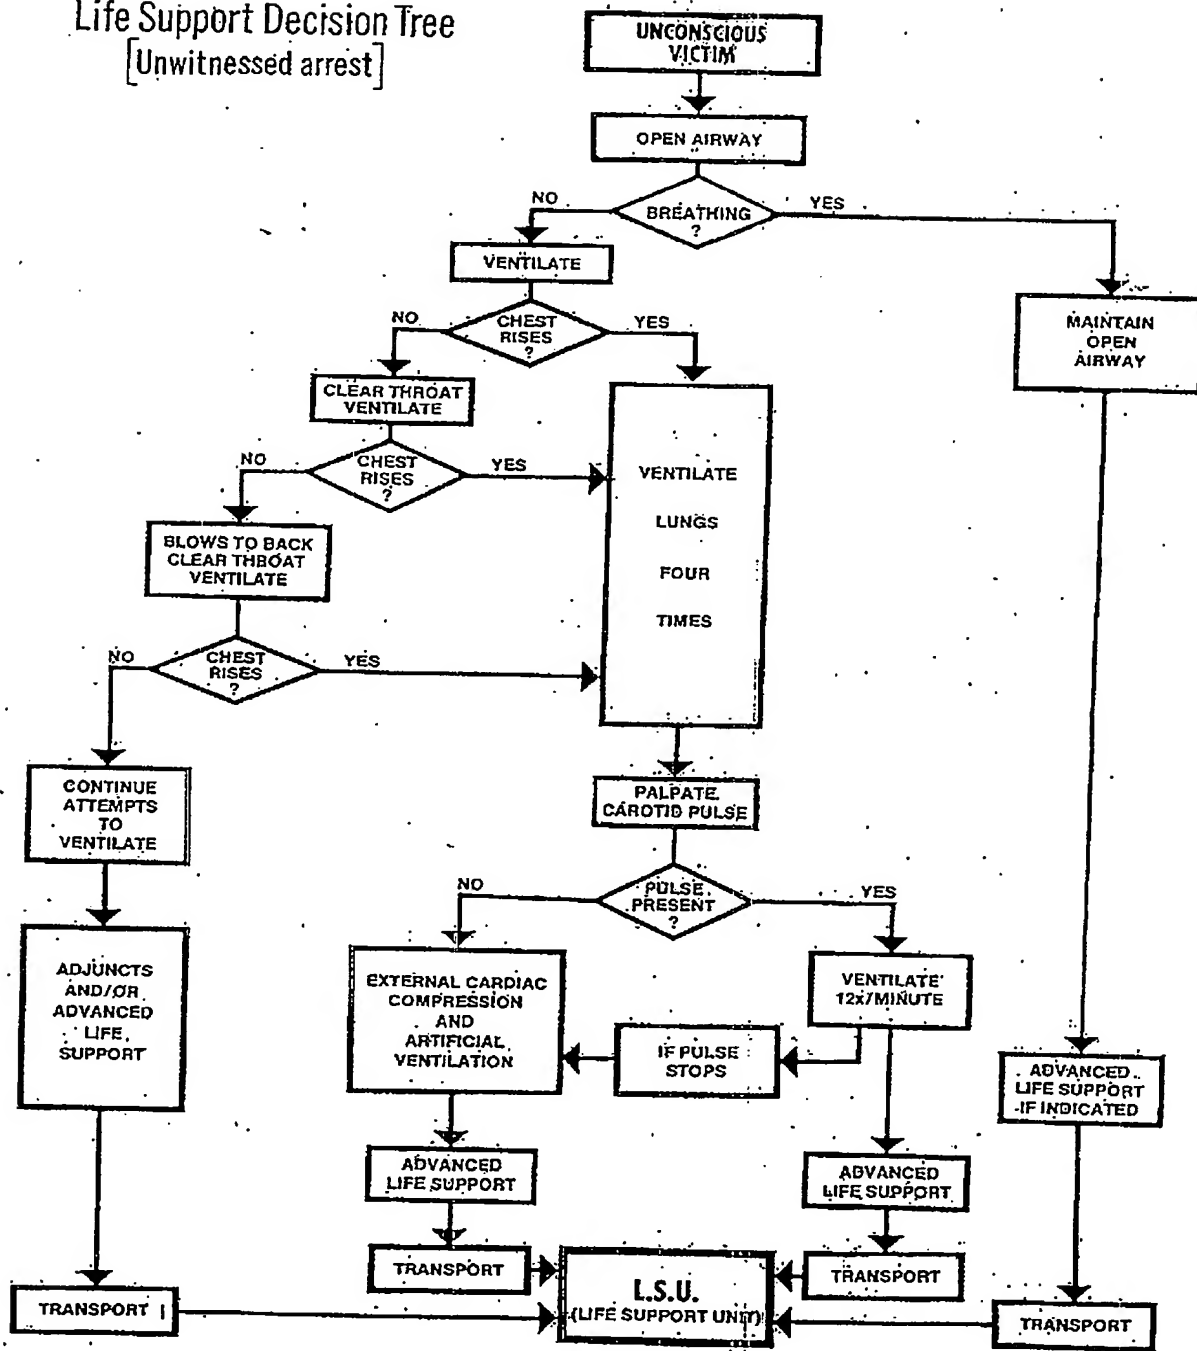 Life Support Decision Tree
[Unwitnessed arrest]
UNCONSCIOUS
VICTIM
OPEN AIRWAY
BREATHING
?
NO
YES
VENTILATE
CHEST
RISES
?
NO
YES
MAINTAIN
OPEN
AIRWAY
CLEAR THROAT
VENTILATE
CHEST
RISES
?
NO
YES
VENTILATE
LUNGS
FOUR
TIMES
BLOWS TO BACK
CLEAR THROAT
VENTILATE
CHEST
RISES
?
NO
YES
CONTINUE
ATTEMPTS
TO
VENTILATE
PALPATE
CAROTID PULSE
PULSE
PRESENT
?
NO
YES
ADJUNCTS
AND/OR
ADVANCED
LIFE
SUPPORT
EXTERNAL CARDIAC
COMPRESSION
AND
ARTIFICIAL
VENTILATION
IF PULSE
STOPS
VENTILATE
12x/MINUTE
ADVANCED
LIFE SUPPORT
IF INDICATED
ADVANCED
LIFE SUPPORT
ADVANCED
LIFE SUPPORT
TRANSPORT
TRANSPORT
L.S.U.
(LIFE SUPPORT UNIT)
TRANSPORT
TRANSPORT